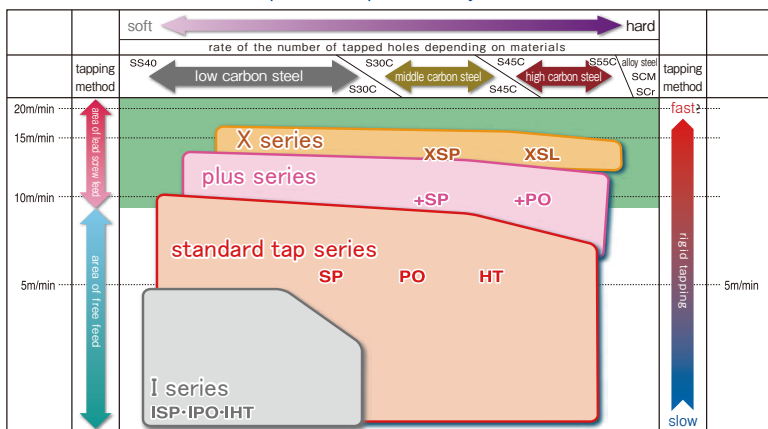 soft
hard
rate of the number of tapped holes depending on materials
tapping
method
SS40
low carbon steel
S30C
S30C
middle carbon steel
S45C
S45C
high carbon steel
S55C
alloy steel
SCM
SCr
tapping
method
20m/min
15m/min
10m/min
5m/min
area of lead screw feed
area of free feed
X series
XSP
XSL
plus series
+SP
+PO
standard tap series
SP
PO
HT
I series
ISP·IPO·IHT
fast
rigid tapping
slow
5m/min